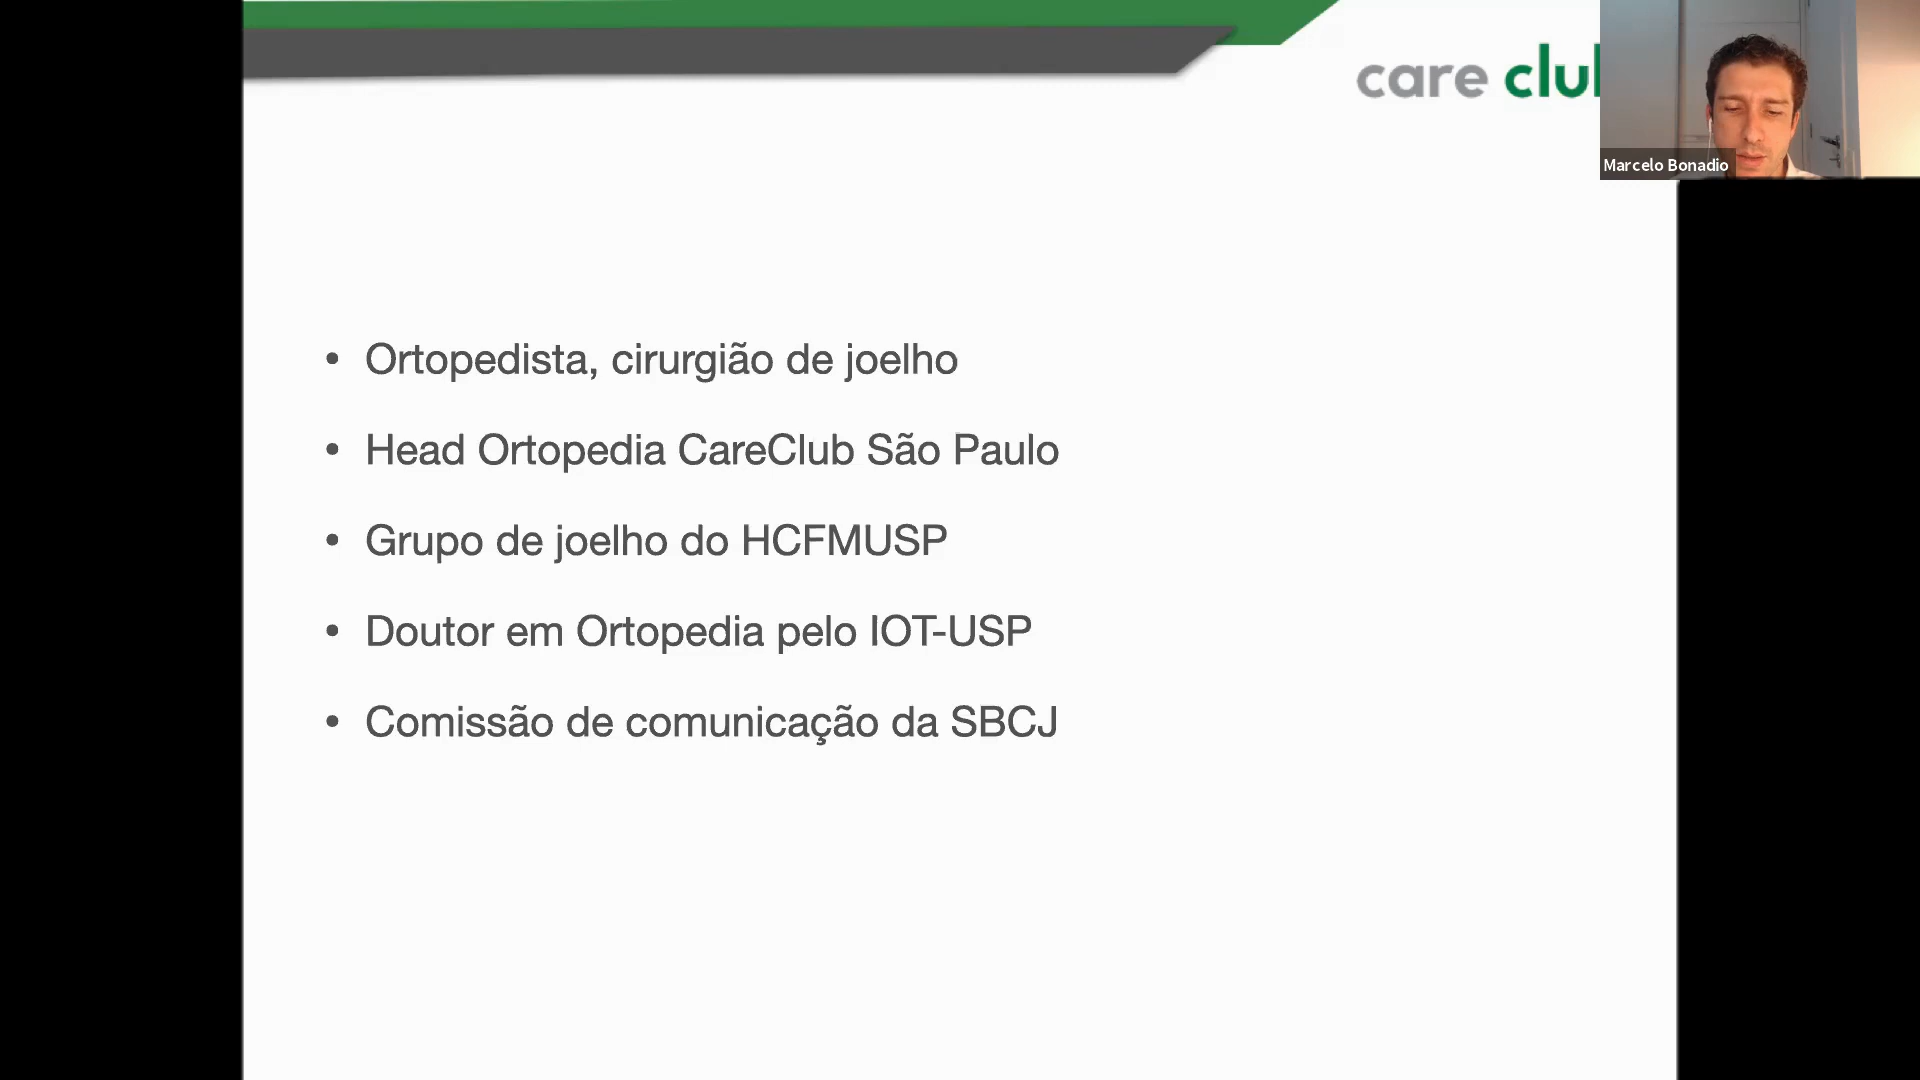 care clu
Marcelo Bonadio
• Ortopedista, cirurgião de joelho
• Head Ortopedia CareClub São Paulo
• Grupo de joelho do HCFMUSP
• Doutor em Ortopedia pelo IOT-USP
• Comissão de comunicação da SBCJ